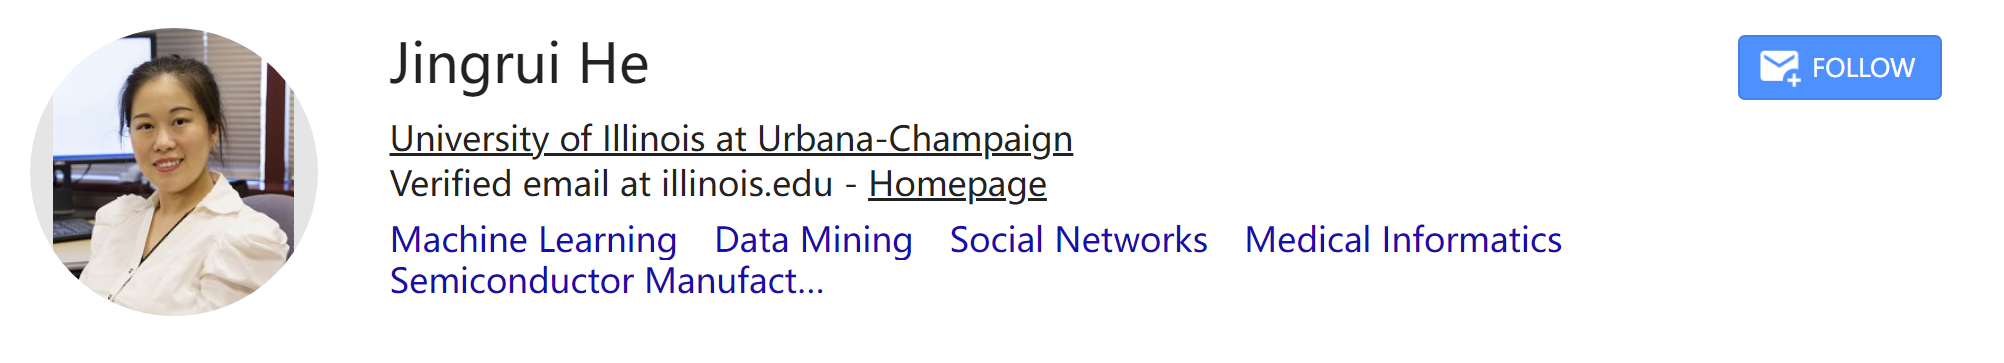 Jingrui He
FOLLOW
University of Illinois at Urbana-Champaign
Verified email at illinois.edu - Homepage
Machine Learning Data Mining Social Networks Medical Informatics
Semiconductor Manufact...